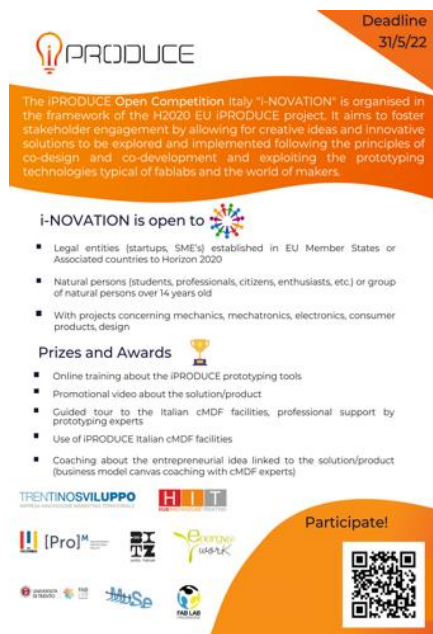 Deadline
31/5/22
iPRODUCE
The iPRODUCE Open Competition Italy "i-NOVATION" is organised in
the framework of the H2020 EU iPRODUCE project. It aims to foster
stakeholder engagement by allowing for creative ideas and innovative
solutions to be explored and implemented following the principles of
co-design and co-development and exploiting the prototyping
technologies typical of fablabs and the world of makers.
i-NOVATION is open to
Legal entities (startups, SME's) established in EU Member States or
Associated countries to Horizon 2020
Natural persons (students, professionals, citizens, enthusiasts, etc.) or group
of natural persons over 14 years old
With projects concerning mechanics, mechatronics, electronics, consumer
products, design
Prizes and Awards
Online training about the iPRODUCE prototyping tools
Promotional video about the solution/product
Guided tour to the Italian cMDF facilities, professional support by
prototyping experts
Use of iPRODUCE Italian cMDF facilities
Coaching about the entrepreneurial idea linked to the solution/product
(business model canvas coaching with cMDF experts)
TRENTINOSVILUPPO
HIT
Participate!
[Pro]M
BITZ
energy@
work
FAB
MUSe
FAB LAB